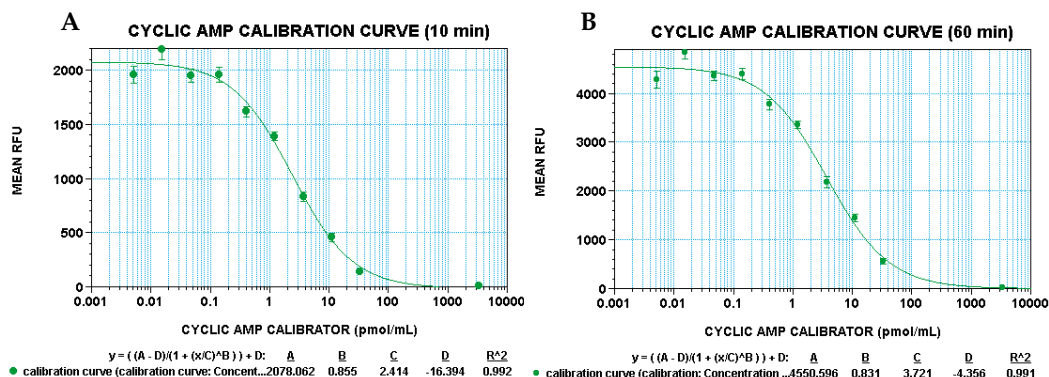 A
CYCLIC AMP CALIBRATION CURVE (10 min)
MEAN RFU
2000
1500
1000
500
0
0.001 0.01 0.1 1 10 100 1000 10000
CYCLIC AMP CALIBRATOR (pmol/mL)
y = ( (A - D)/(1 + (x/C)^B ) ) + D: A B C D R^2
calibration curve (calibration curve: Concent...2078.062 0.855 2.414 -16.394 0.992
B
CYCLIC AMP CALIBRATION CURVE (60 min)
MEAN RFU
4000
3000
2000
1000
0
0.001 0.01 0.1 1 10 100 1000 10000
CYCLIC AMP CALIBRATOR (pmol/mL)
y = ( (A - D)/(1 + (x/C)^B ) ) + D: A B C D R^2
calibration curve (calibration: Concentration ...4550.596 0.831 3.721 -4.356 0.991